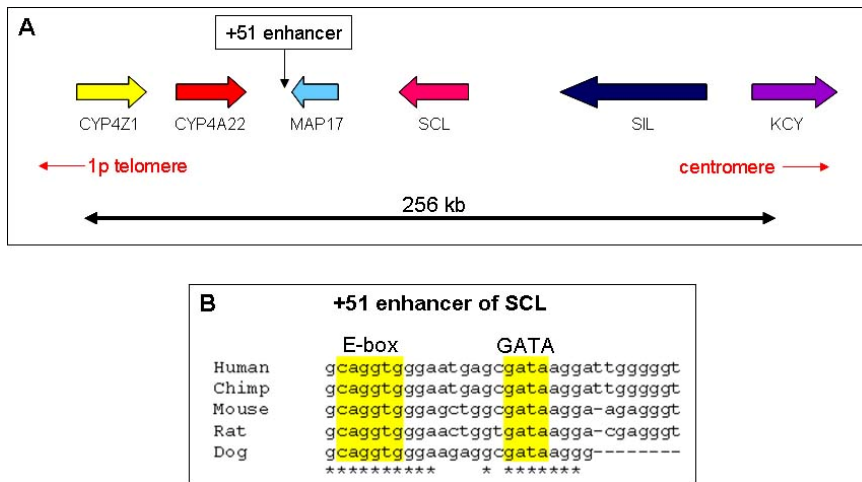 A
+51 enhancer
CYP4Z1 CYP4A22 MAP17 SCL SIL KCY
1p telomere centromere
256 kb
B +51 enhancer of SCL
E-box GATA
Human gcaggtgggaatgagcgataaggattgggggt
Chimp gcaggtgggaatgagcgataaggattgggggt
Mouse gcaggtgggagctggcgataagga-agagggt
Rat gcaggtgggaactggtgataagga-cgagggt
Dog gcaggtgggaagaggcgataaggg--------
********** * *******